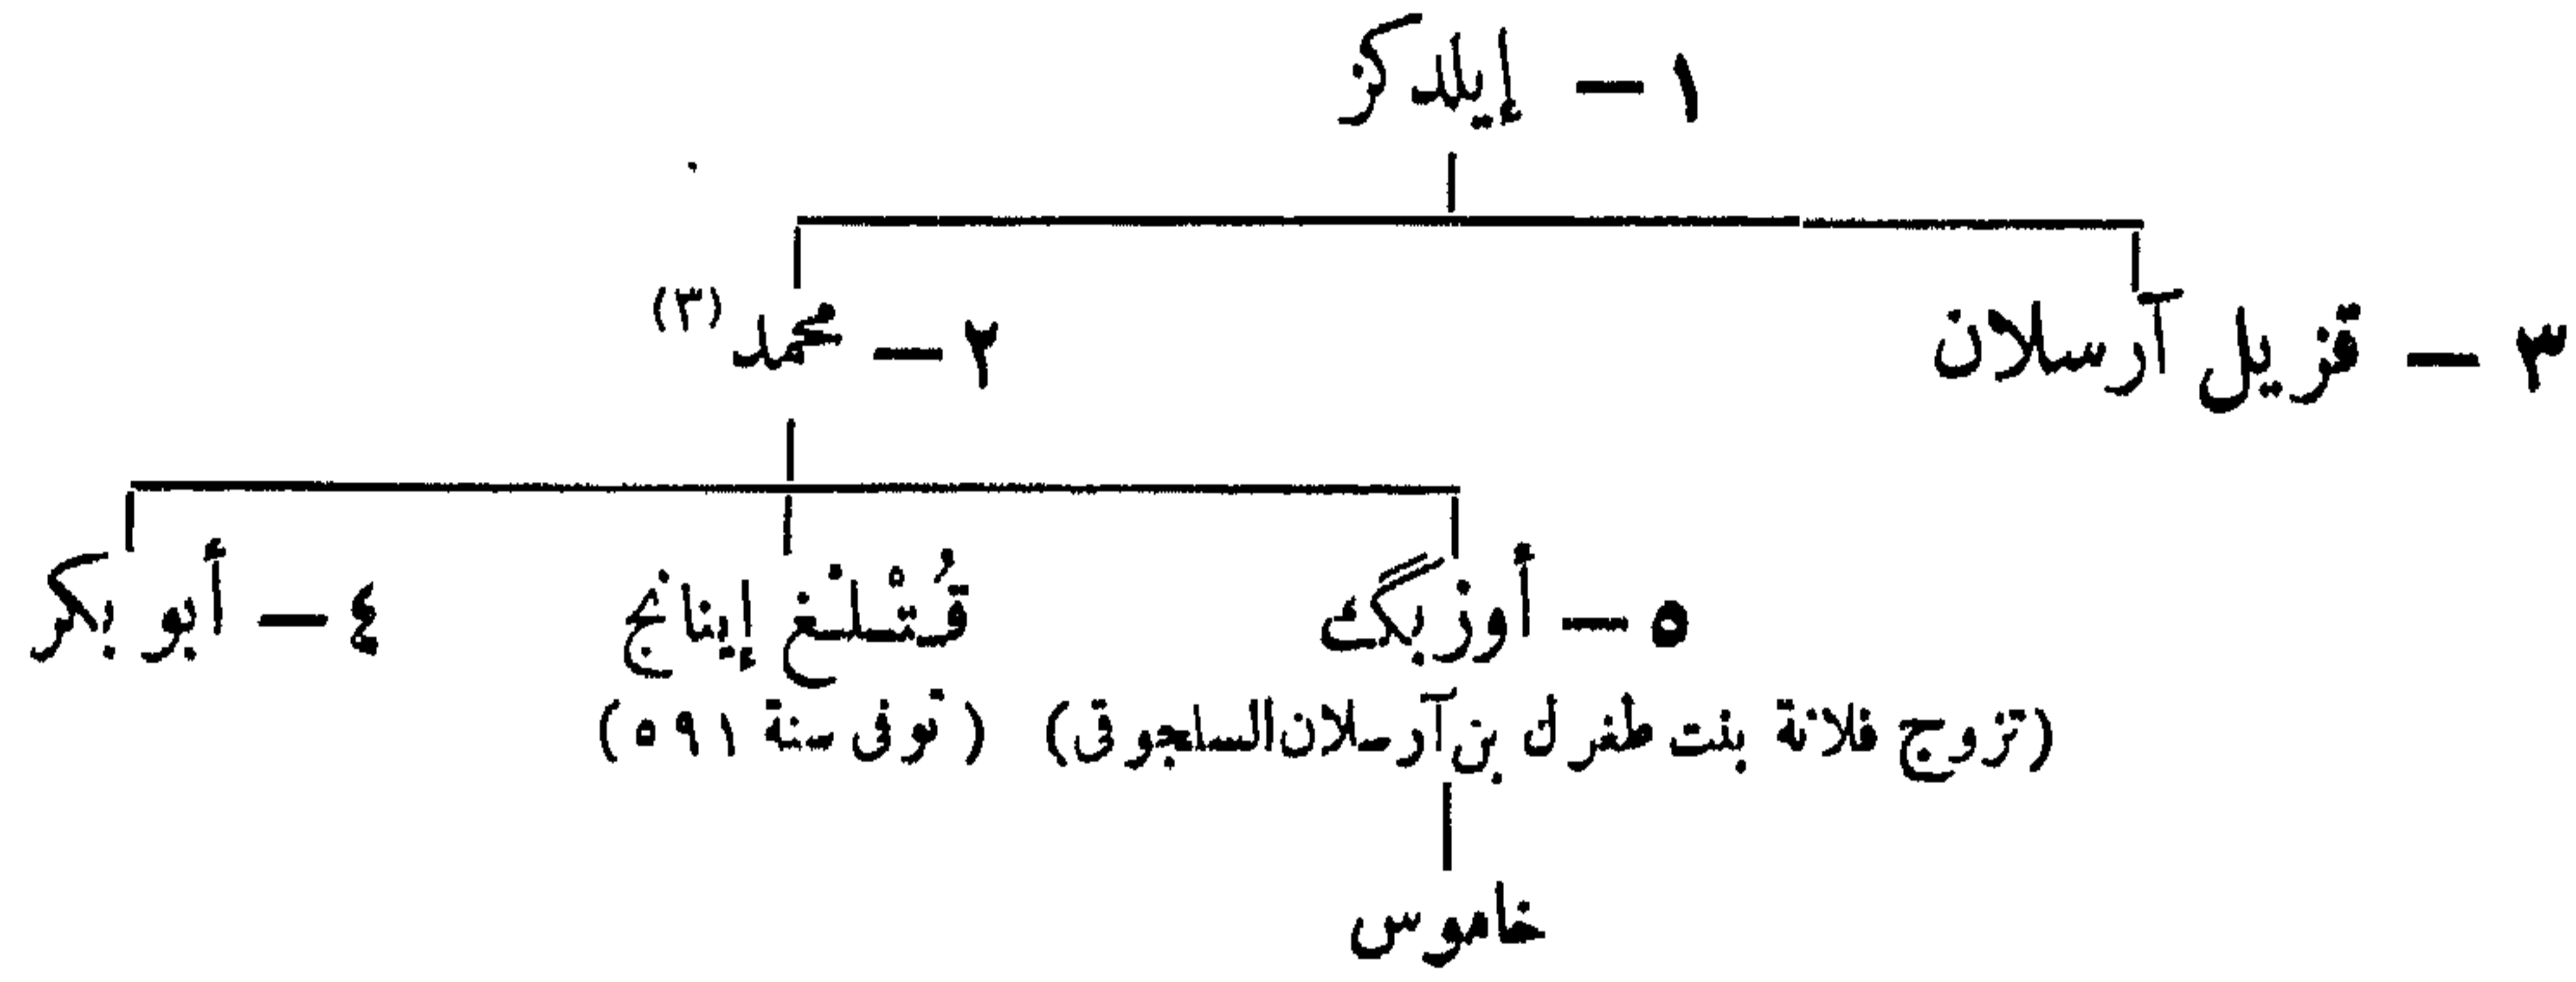 ١ — إيلدكز
٣ — قزيل آرسلان ٢ — محمد (٣)
٥ — أوزبگ قُتْلُغ إينانج ٤ — أبو بكر
(تزوج فلانة بنت طغرل بن آرسلان السلجوقى) (توفى سنة ٥٩١)
خاموس